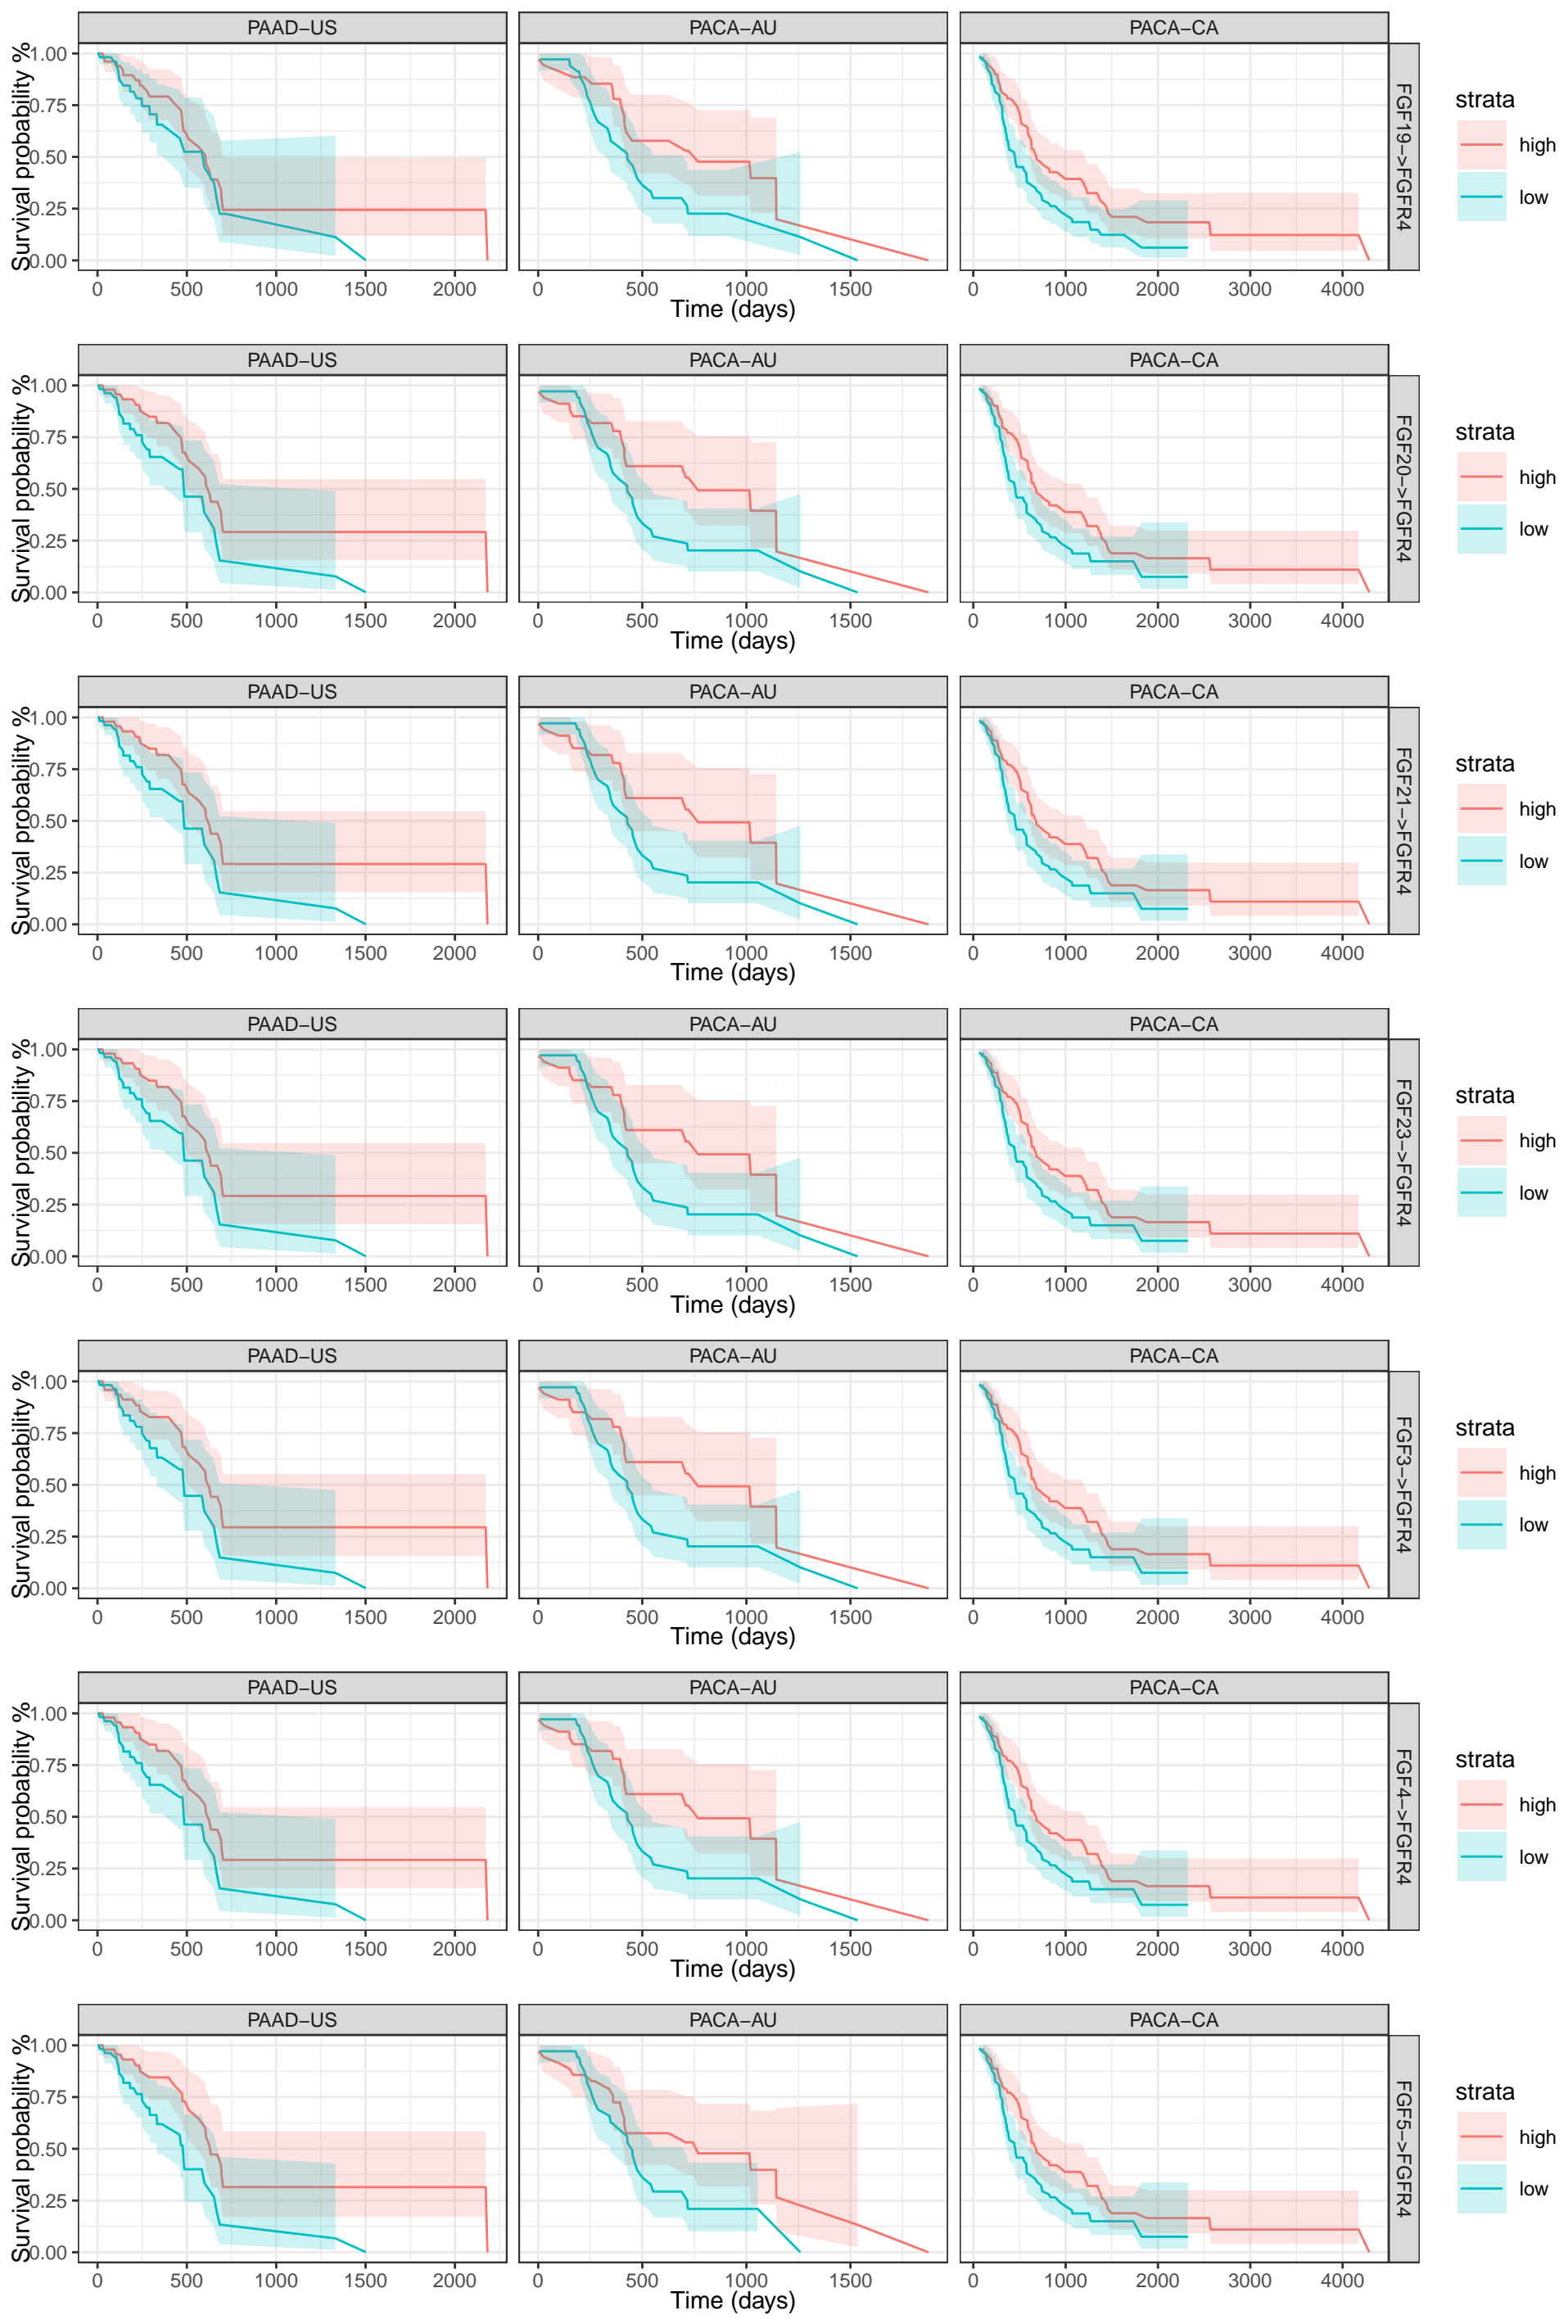 PAAD−US PACA−AU PACA−CA
Survival probability %
1.00
0.75
0.50
0.25
0.00
FGF19−>FGFR4
strata
high
low
0 500 1000 1500 2000 0 500 1000 1500 0 1000 2000 3000 4000
Time (days)
PAAD−US PACA−AU PACA−CA
Survival probability %
1.00
0.75
0.50
0.25
0.00
FGF20−>FGFR4
strata
high
low
0 500 1000 1500 2000 0 500 1000 1500 0 1000 2000 3000 4000
Time (days)
PAAD−US PACA−AU PACA−CA
Survival probability %
1.00
0.75
0.50
0.25
0.00
FGF21−>FGFR4
strata
high
low
0 500 1000 1500 2000 0 500 1000 1500 0 1000 2000 3000 4000
Time (days)
PAAD−US PACA−AU PACA−CA
Survival probability %
1.00
0.75
0.50
0.25
0.00
FGF23−>FGFR4
strata
high
low
0 500 1000 1500 2000 0 500 1000 1500 0 1000 2000 3000 4000
Time (days)
PAAD−US PACA−AU PACA−CA
Survival probability %
1.00
0.75
0.50
0.25
0.00
FGF3−>FGFR4
strata
high
low
0 500 1000 1500 2000 0 500 1000 1500 0 1000 2000 3000 4000
Time (days)
PAAD−US PACA−AU PACA−CA
Survival probability %
1.00
0.75
0.50
0.25
0.00
FGF4−>FGFR4
strata
high
low
0 500 1000 1500 2000 0 500 1000 1500 0 1000 2000 3000 4000
Time (days)
PAAD−US PACA−AU PACA−CA
Survival probability %
1.00
0.75
0.50
0.25
0.00
FGF5−>FGFR4
strata
high
low
0 500 1000 1500 2000 0 500 1000 1500 0 1000 2000 3000 4000
Time (days)